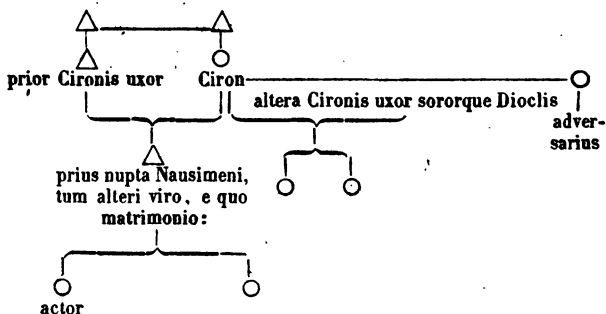 prior Cironis uxor Ciron
altera Cironis uxor sororque Dioclis
adver-
sarius
prius nupta Nausimeni,
tum alteri viro, e quo
matrimonio:
actor